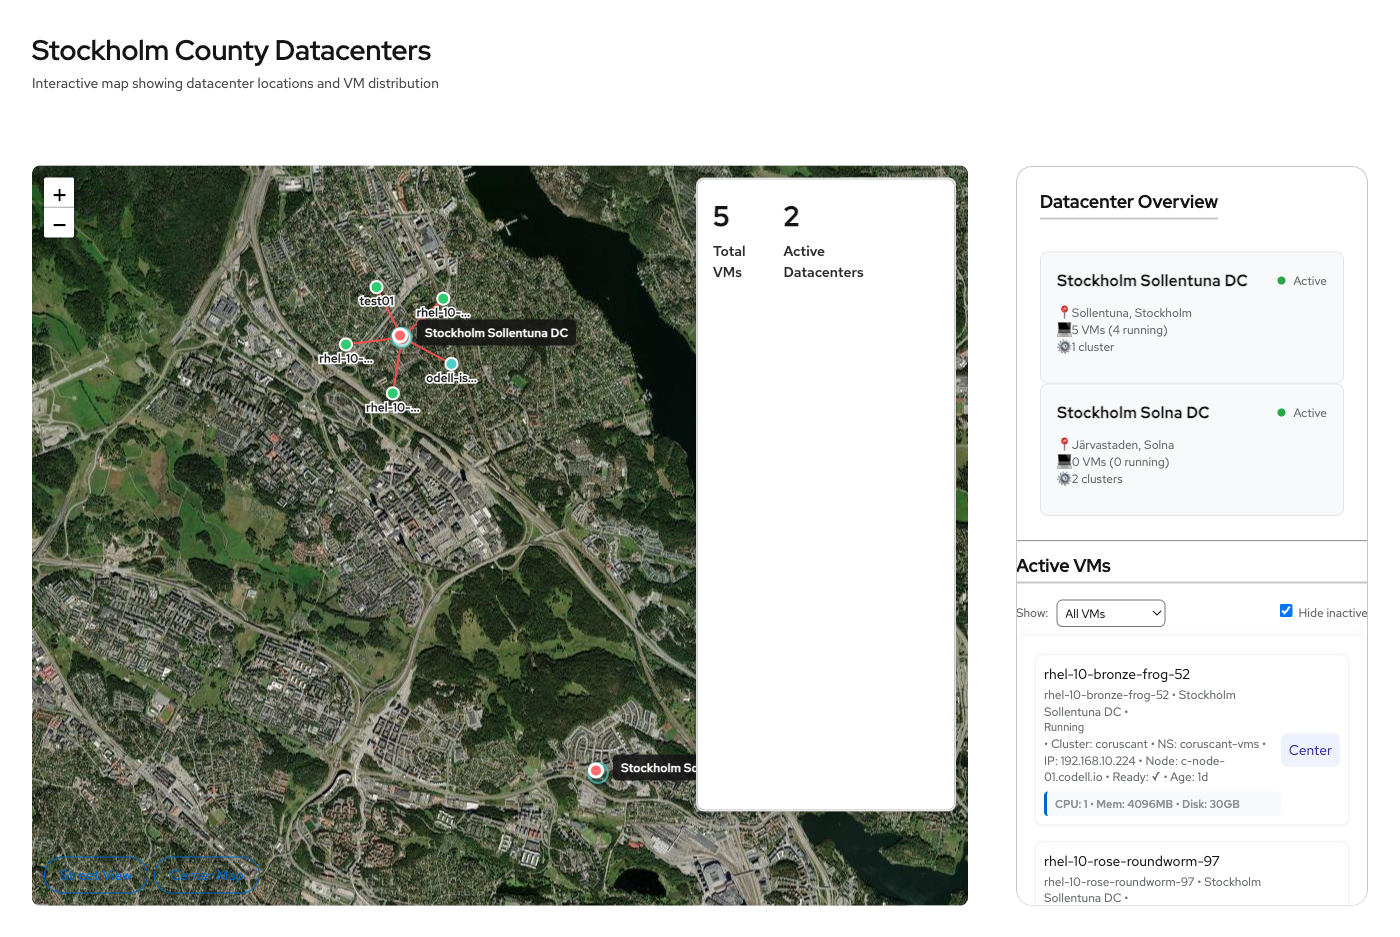 Stockholm County Datacenters
Interactive map showing datacenter locations and VM distribution
+
−
test01
rhel-10-...
Stockholm Sollentuna DC
rhel-10-...
odell-is...
rhel-10-...
Stockholm So
Street View
Center Map
5
Total
VMs
2
Active
Datacenters
Datacenter Overview
Stockholm Sollentuna DC
Active
📍Sollentuna, Stockholm
💻5 VMs (4 running)
⚙️1 cluster
Stockholm Solna DC
Active
📍Järvastaden, Solna
💻0 VMs (0 running)
⚙️2 clusters
Active VMs
Show: All VMs
Hide inactive
rhel-10-bronze-frog-52
rhel-10-bronze-frog-52 • Stockholm
Sollentuna DC •
Running
• Cluster: coruscant • NS: coruscant-vms •
IP: 192.168.10.224 • Node: c-node-
01.codell.io • Ready: ✓ • Age: 1d
CPU: 1 • Mem: 4096MB • Disk: 30GB
Center
rhel-10-rose-roundworm-97
rhel-10-rose-roundworm-97 • Stockholm
Sollentuna DC •